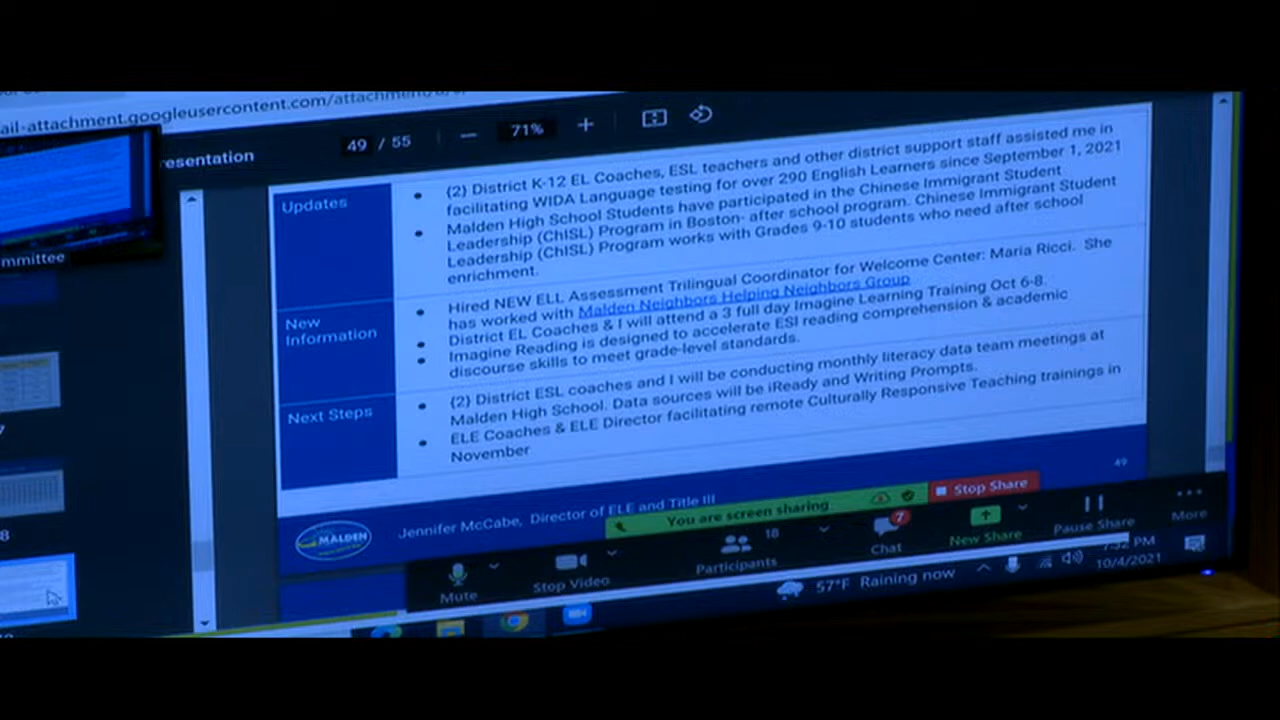 ail-attachment.googleusercontent.com/attachment
resentation
49 / 55
71%
mmittee
Updates
(2) District K-12 EL Coaches, ESL teachers and other district support staff assisted me in
facilitating WIDA Language testing for over 290 English Learners since September 1, 2021
Malden High School Students have participated in the Chinese Immigrant Student
Leadership (ChISL) Program in Boston- after school program. Chinese Immigrant Student
Leadership (ChISL) Program works with Grades 9-10 students who need after school
enrichment.
New
Information
Hired NEW ELL Assessment Trilingual Coordinator for Welcome Center: Maria Ricci. She
has worked with Malden Neighbors Helping Neighbors Group
District EL Coaches & I will attend a 3 full day Imagine Learning Training Oct 6-8.
Imagine Reading is designed to accelerate ESl reading comprehension & academic
discourse skills to meet grade-level standards.
Next Steps
(2) District ESL coaches and I will be conducting monthly literacy data team meetings at
Malden High School. Data sources will be iReady and Writing Prompts.
ELE Coaches & ELE Director facilitating remote Culturally Responsive Teaching trainings in
November
49
MALDEN
Jennifer McCabe, Director of ELE and Title III
You are screen sharing
Stop Share
Mute
Stop Video
18
Participants
7
Chat
New Share
Pause Share
More
57°F Raining now
7:32 PM
10/4/2021